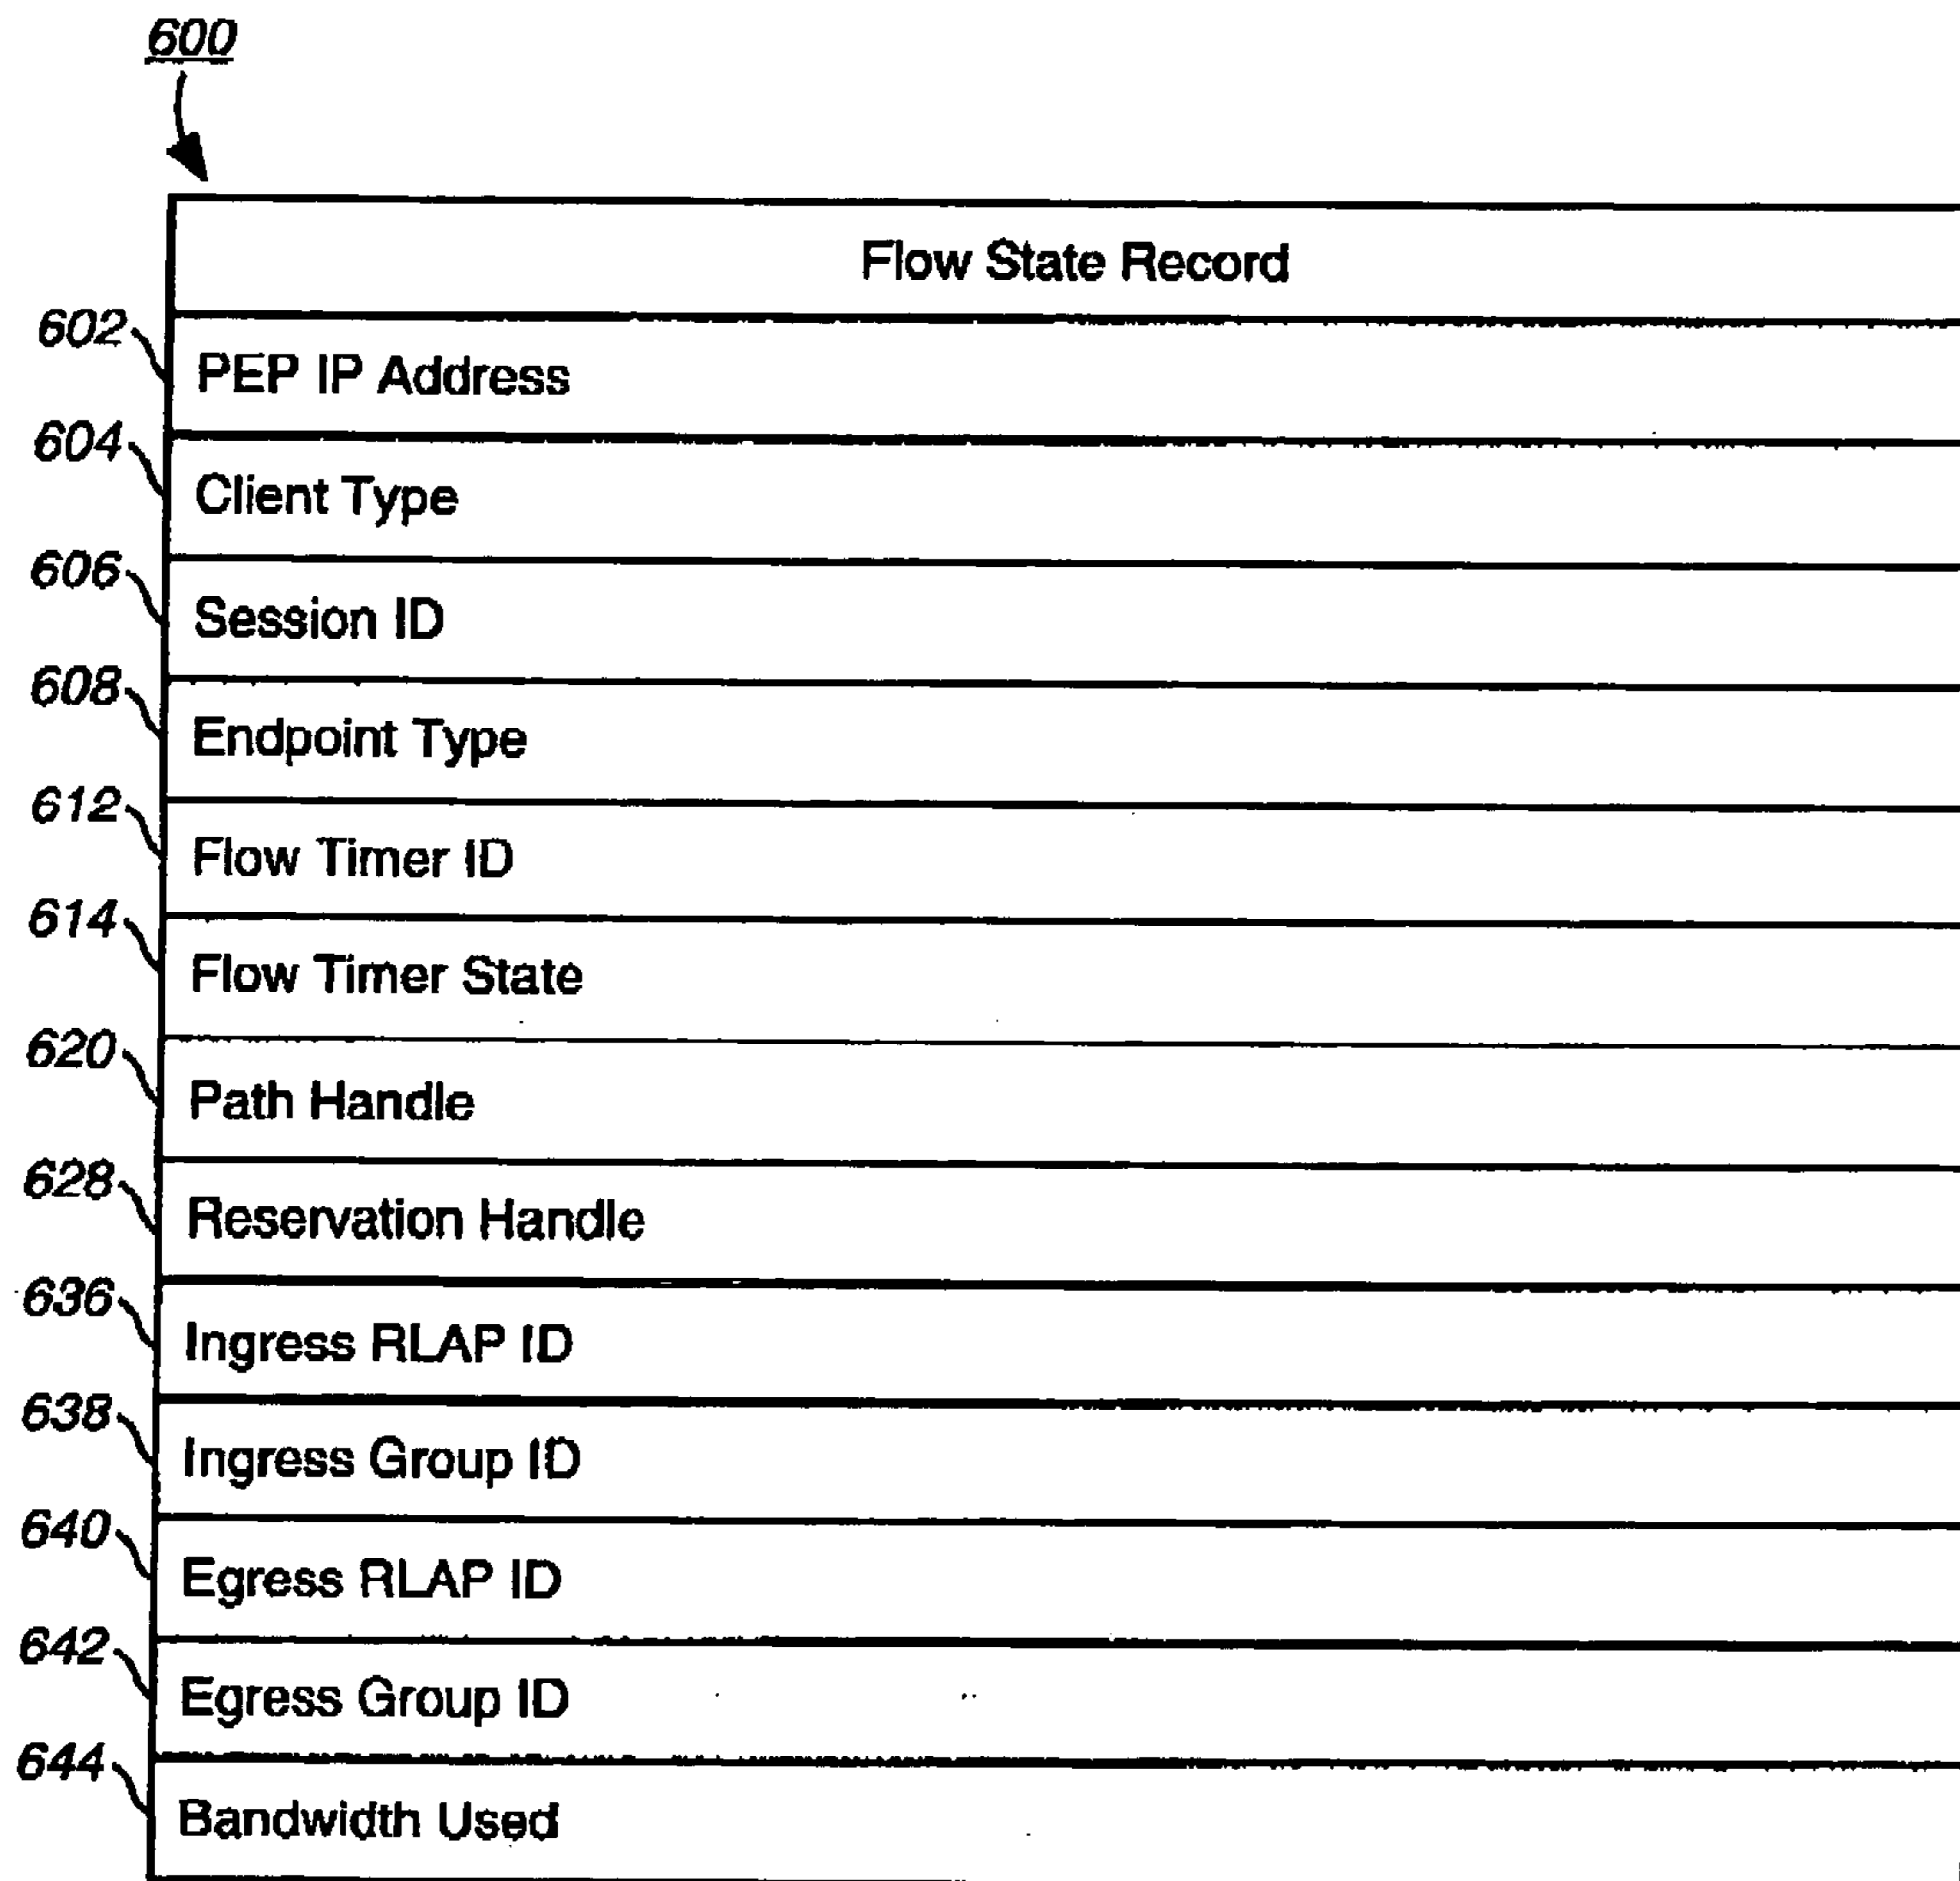 600
Flow State Record
602 PEP IP Address
604 Client Type
606 Session ID
608 Endpoint Type
612 Flow Timer ID
614 Flow Timer State
620 Path Handle
628 Reservation Handle
636 Ingress RLAP ID
638 Ingress Group ID
640 Egress RLAP ID
642 Egress Group ID
644 Bandwidth Used